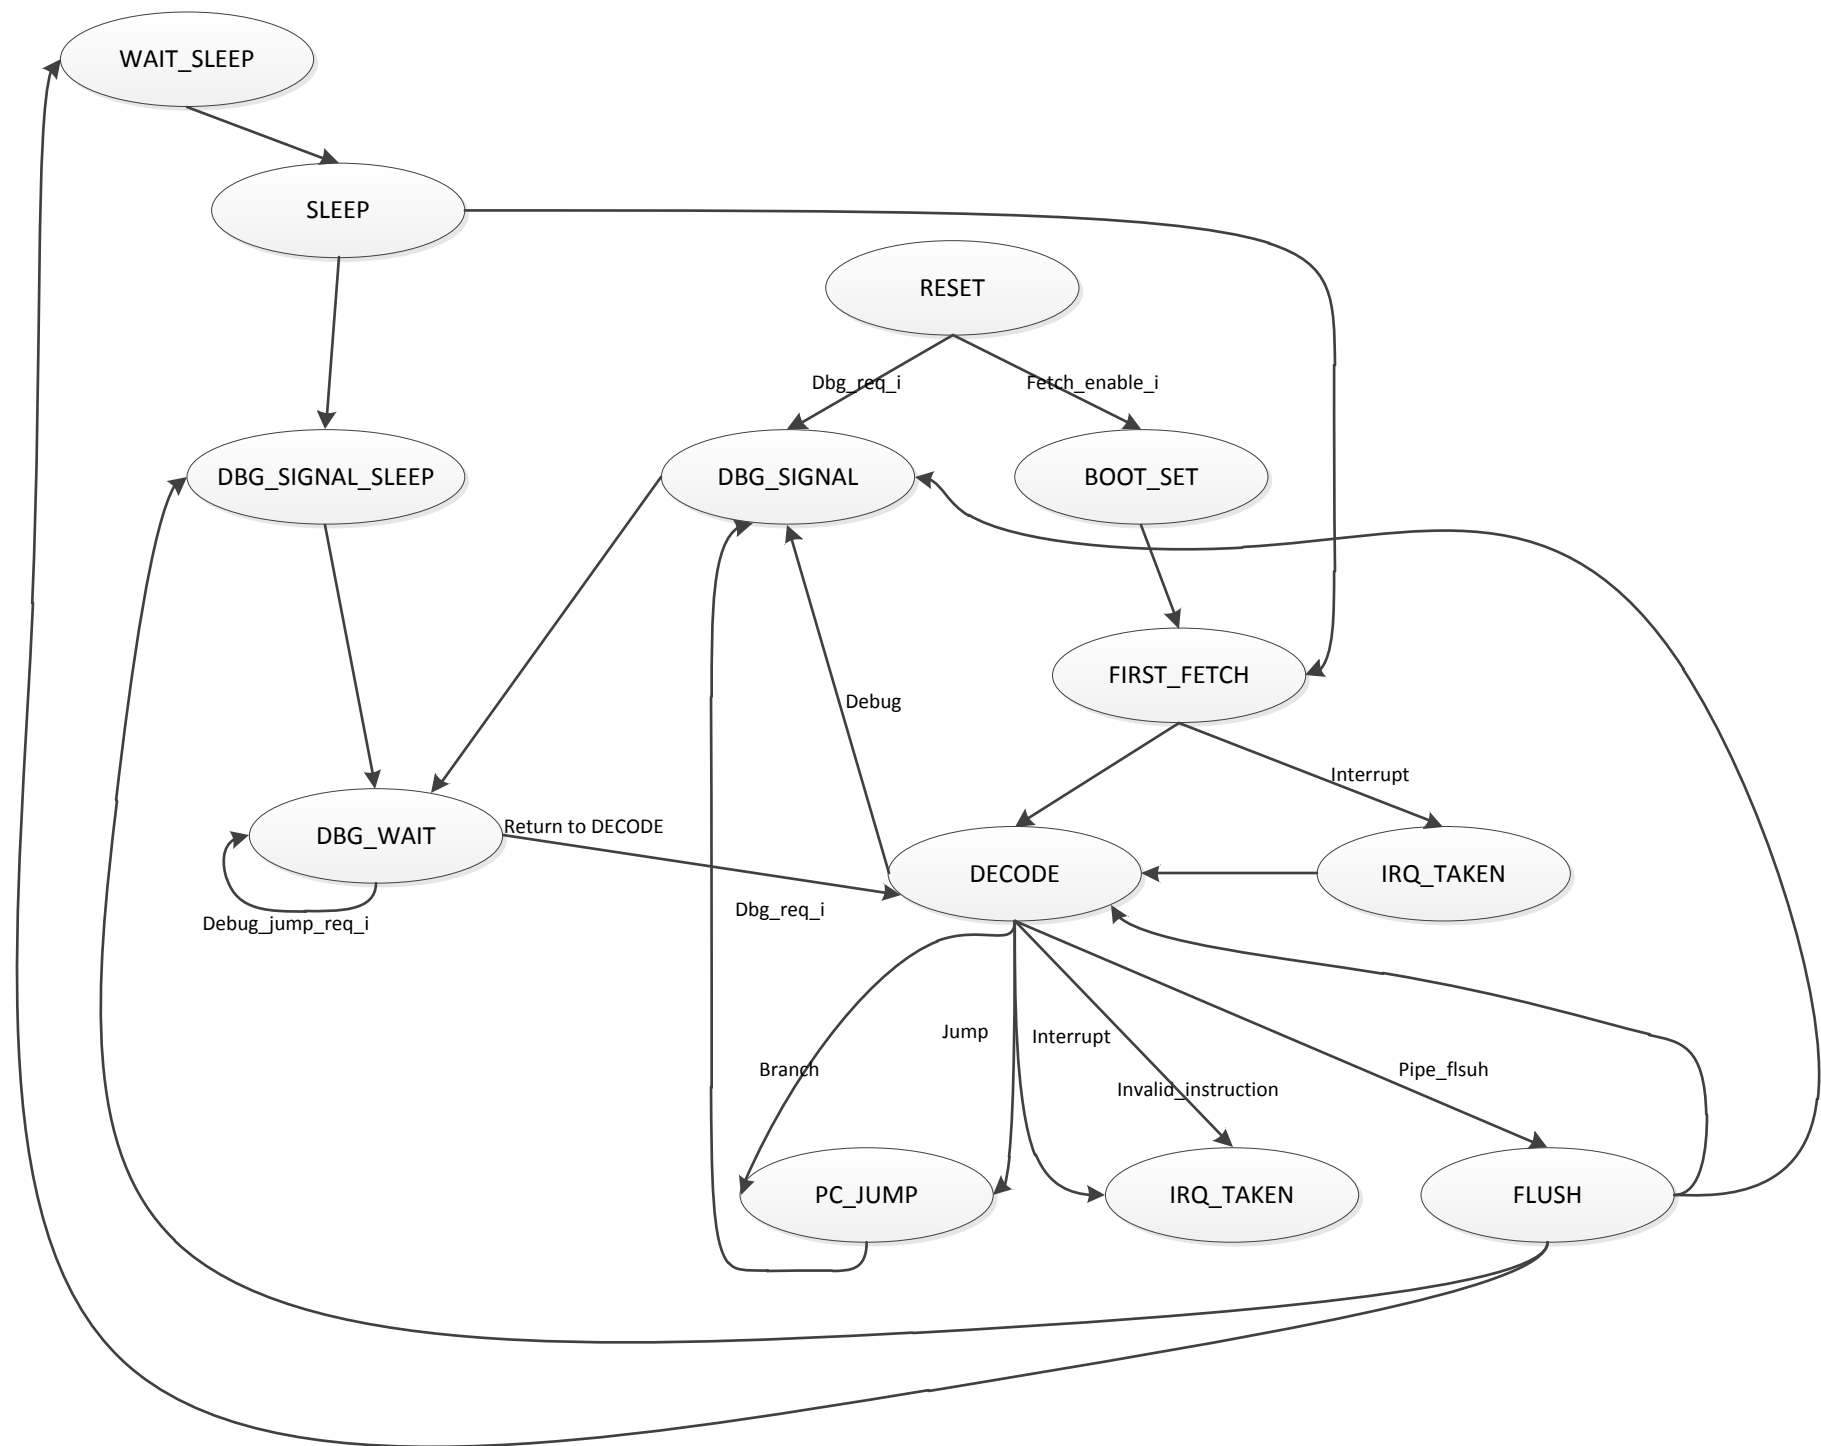 WAIT_SLEEP
SLEEP
RESET
Dbg_req_i
Fetch_enable_i
DBG_SIGNAL_SLEEP
DBG_SIGNAL
BOOT_SET
FIRST_FETCH
Debug
Interrupt
Return to DECODE
DBG_WAIT
DECODE
IRQ_TAKEN
Debug_jump_req_i
Dbg_req_i
Jump
Interrupt
Branch
Pipe_flsuh
Invalid_instruction
PC_JUMP
IRQ_TAKEN
FLUSH